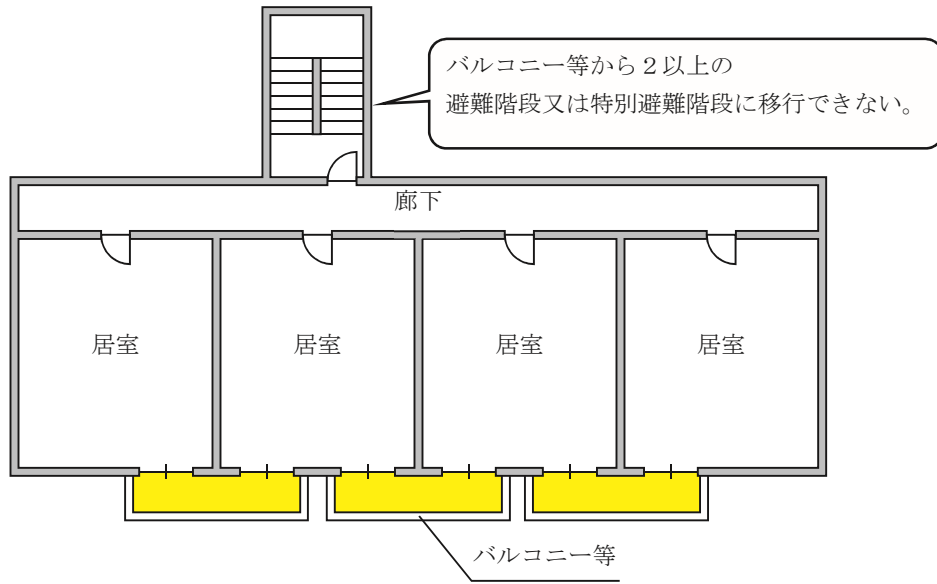 バルコニー等から２以上の
避難階段又は特別避難階段に移行できない。
廊下
居室
居室
居室
居室
バルコニー等